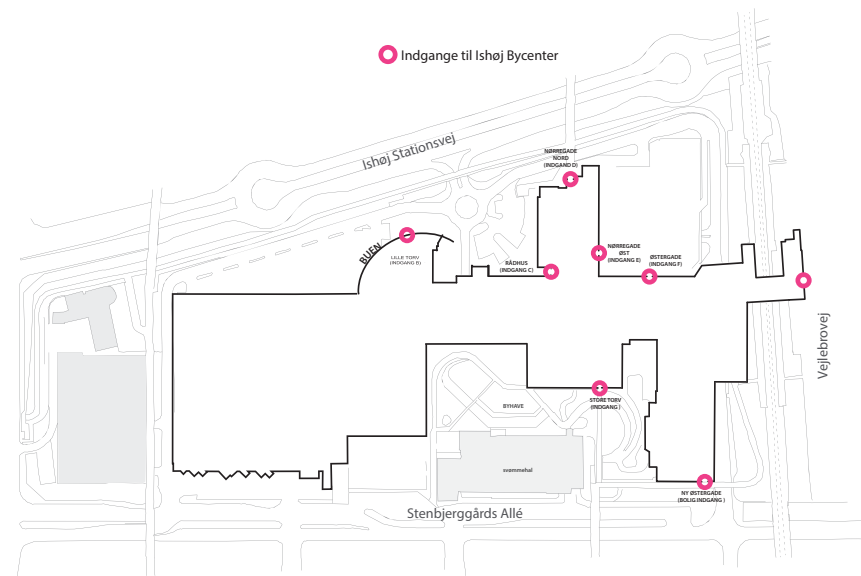 Indgange til Ishøj Bycenter
Ishøj Stationsvej
NØRREGADE
NORD
(INDGAND D)
BUEN
LILLE TORV
(INDGANG B)
RÅDHUS
(INDGANG C)
NØRREGADE
ØST
(INDGANG E)
ØSTERGADE
(INDGANG F)
Vejlebrovej
STORE TORV
(INDGANG )
BYHAVE
svømmehal
NY ØSTERGADE
(BOLIG INDGANG )
Stenbjerggårds Allé